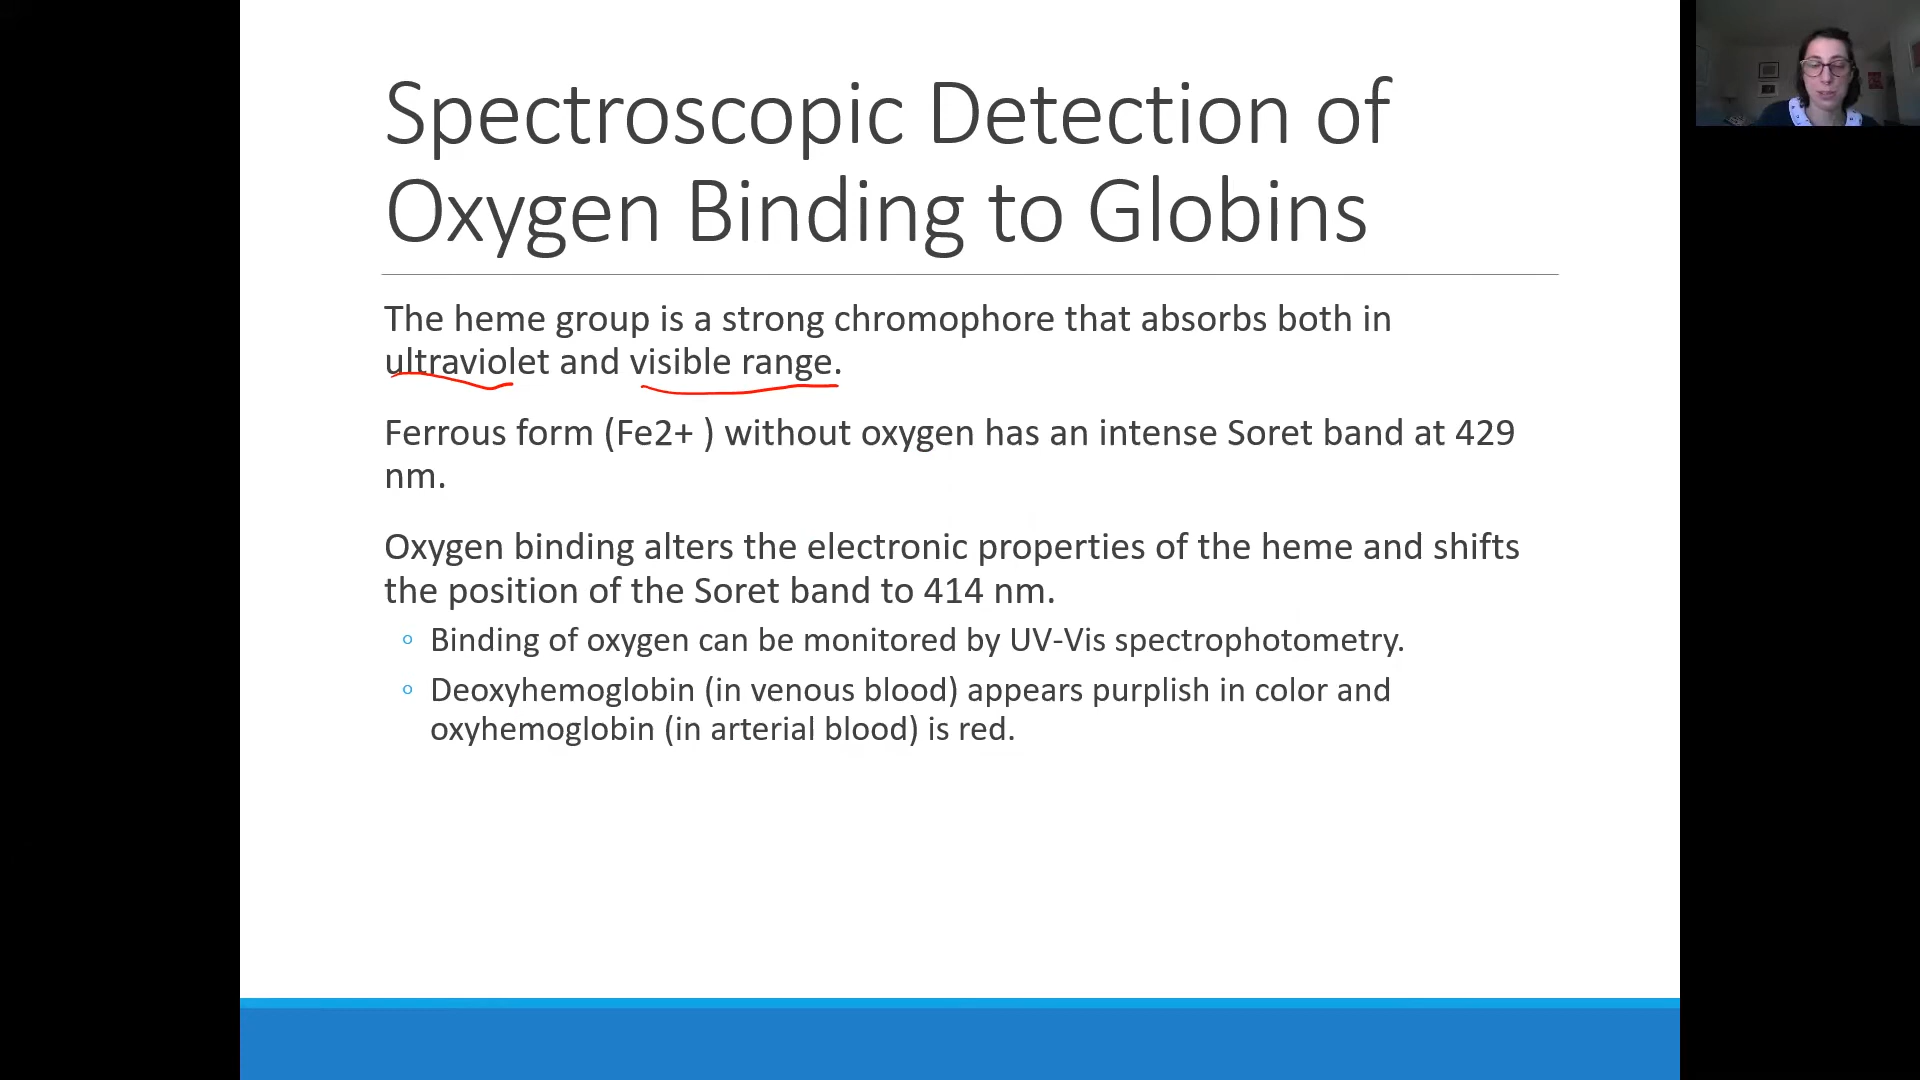 Spectroscopic Detection of
Oxygen Binding to Globins
The heme group is a strong chromophore that absorbs both in
ultraviolet and visible range.
Ferrous form (Fe2+ ) without oxygen has an intense Soret band at 429
nm.
Oxygen binding alters the electronic properties of the heme and shifts
the position of the Soret band to 414 nm.
◦ Binding of oxygen can be monitored by UV-Vis spectrophotometry.
◦ Deoxyhemoglobin (in venous blood) appears purplish in color and
oxyhemoglobin (in arterial blood) is red.